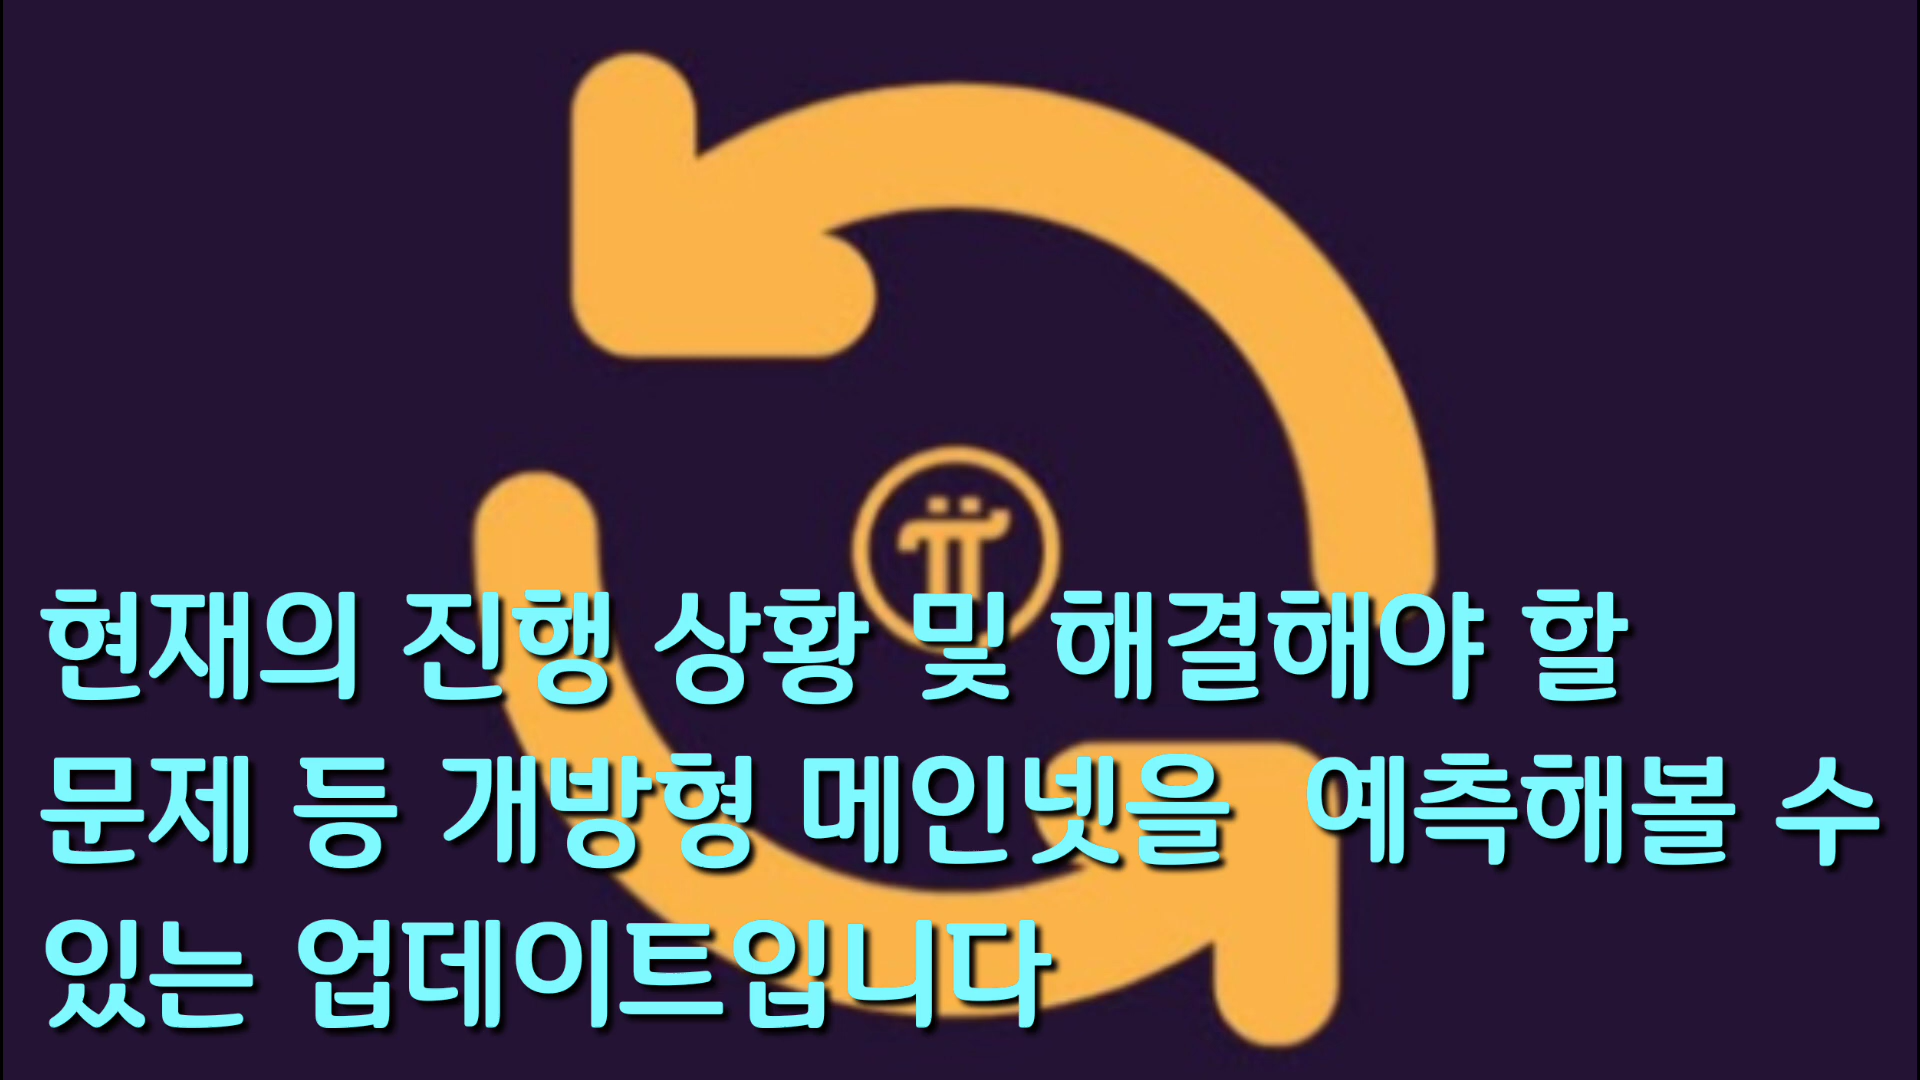 현재의 진행 상황 및 해결해야 할
문제 등 개방형 메인넷을 예측해볼 수
있는 업데이트입니다